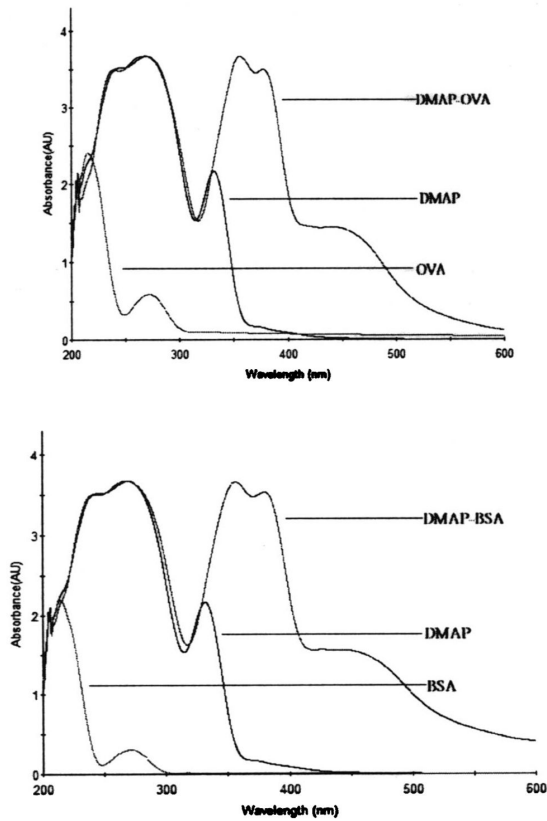 4
DMAP-OVA
3
Absorbance(AU)
2
DMAP
1
OVA
0
200 300 400 500 600
Wavelength (nm)
4
3
DMAP-BSA
Absorbance(AU)
2
DMAP
1
BSA
0
200 300 400 500 600
Wavelength (nm)